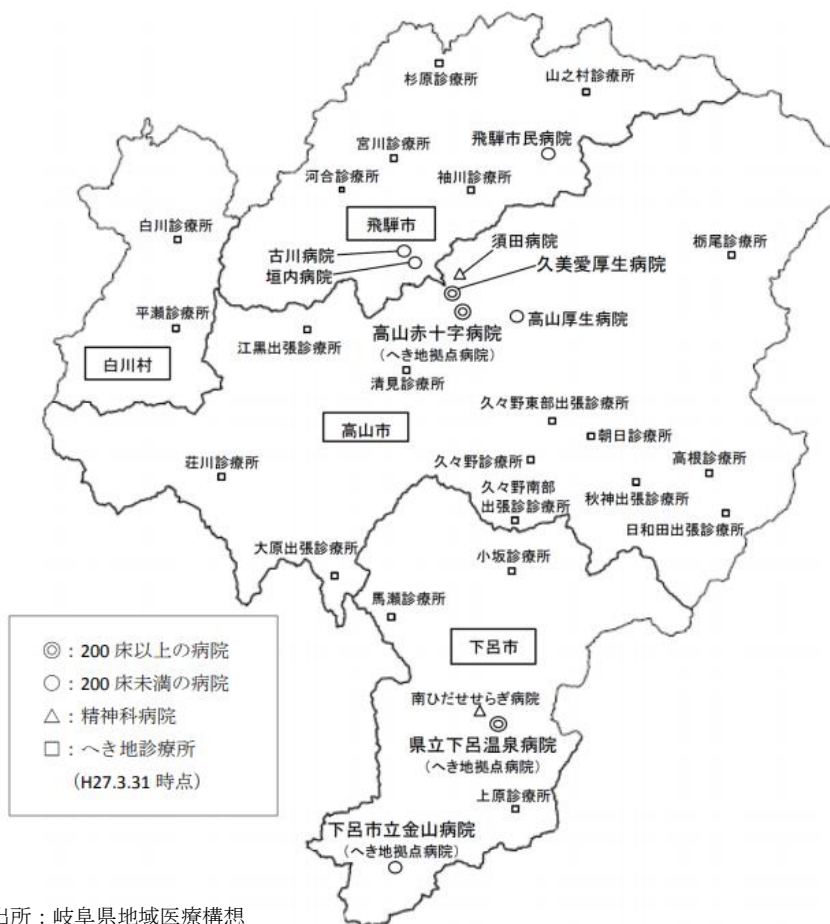 杉原診療所
山之村診療所
宮川診療所
飛騨市民病院
河合診療所
袖川診療所
白川診療所
飛騨市
須田病院
栃尾診療所
古川病院
久美愛厚生病院
垣内病院
平瀬診療所
高山厚生病院
江黒出張診療所
高山赤十字病院
(へき地拠点病院)
白川村
清見診療所
久々野東部出張診療所
高山市
朝日診療所
荘川診療所
久々野診療所
高根診療所
久々野南部
出張診診療所
秋神出張診療所
日和田出張診療所
大原出張診療所
小坂診療所
馬瀬診療所
下呂市
◎:200床以上の病院
○:200床未満の病院
△:精神科病院
□:へき地診療所
(H27.3.31 時点)
南ひだせせらぎ病院
県立下呂温泉病院
(へき地拠点病院)
上原診療所
下呂市立金山病院
(へき地拠点病院)
出所:岐阜県地域医療構想